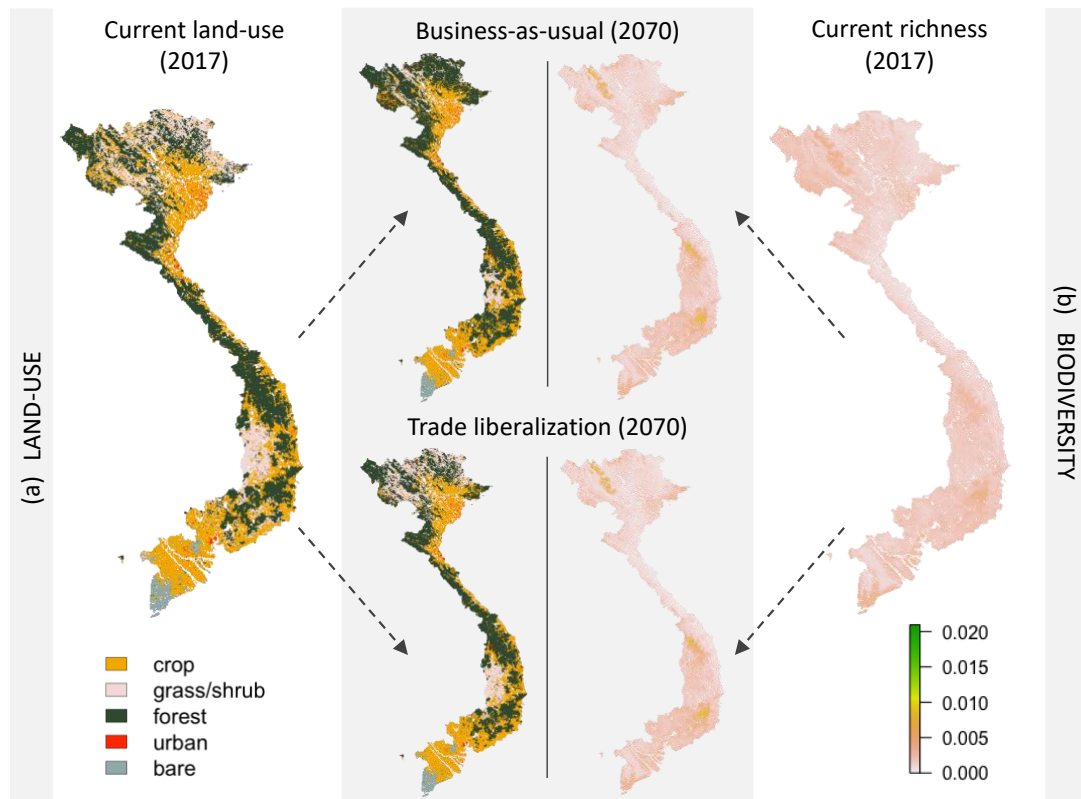 Current land-use
(2017)
Business-as-usual (2070)
Current richness
(2017)
(a) LAND-USE
(b) BIODIVERSITY
Trade liberalization (2070)
crop
grass/shrub
forest
urban
bare
0.020
0.015
0.010
0.005
0.000